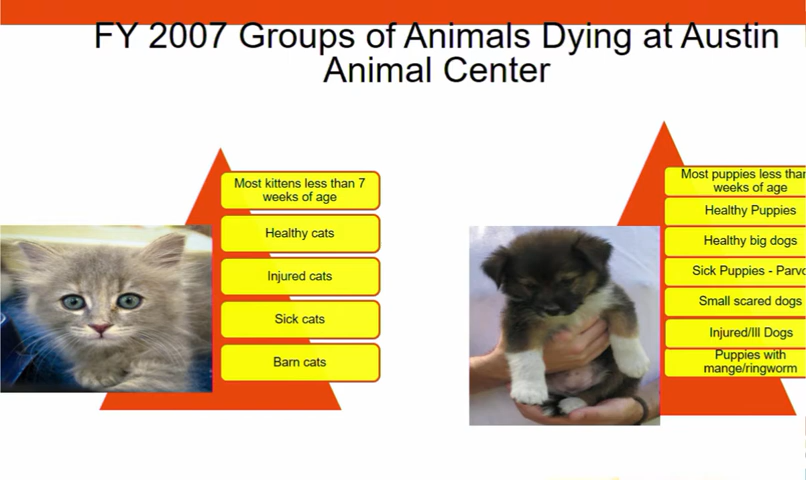 FY 2007 Groups of Animals Dying at Austin
Animal Center
Most kittens less than 7
weeks of age
Healthy cats
Injured cats
Sick cats
Barn cats
Most puppies less than
weeks of age
Healthy Puppies
Healthy big dogs
Sick Puppies - Parvo
Small scared dogs
Injured/Ill Dogs
Puppies with
mange/ringworm